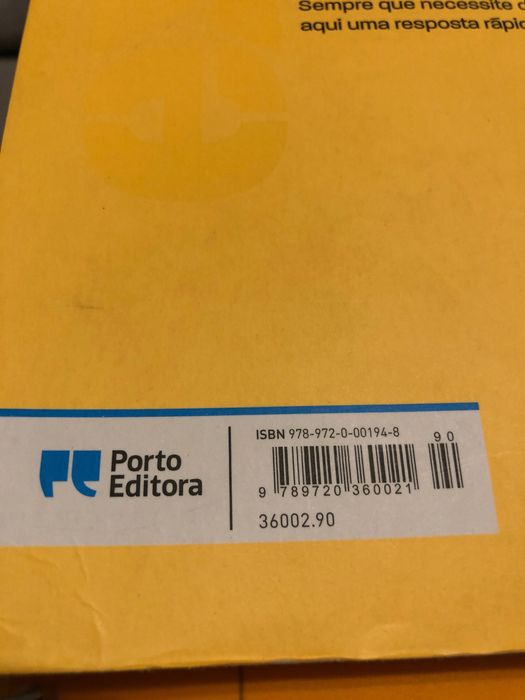 Sempre que necessite
aqui uma resposta
Porto
Editora
ISBN 978-972-0-00194-8
90
9 789720 360021
36002.90